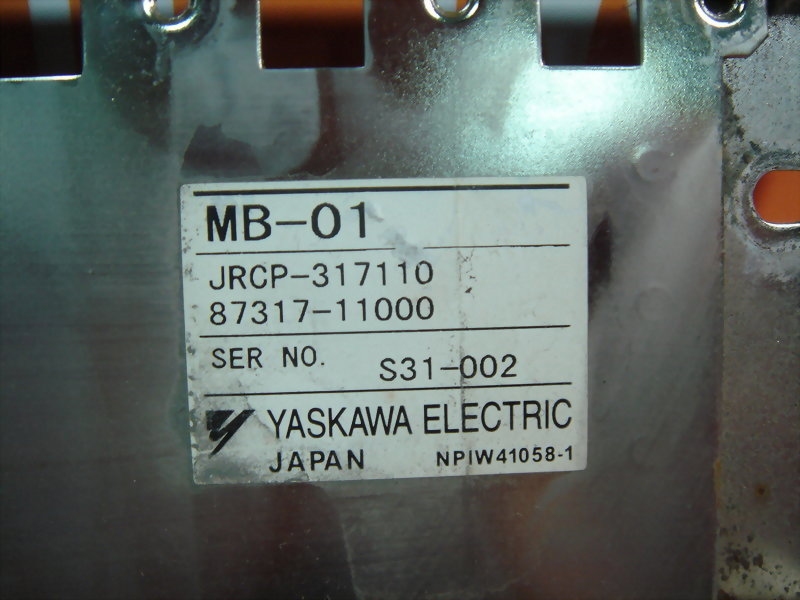 MB-01
JRCP-317110
87317-11000
SER NO. S31-002
YASKAWA ELECTRIC
JAPAN NPIW41058-1